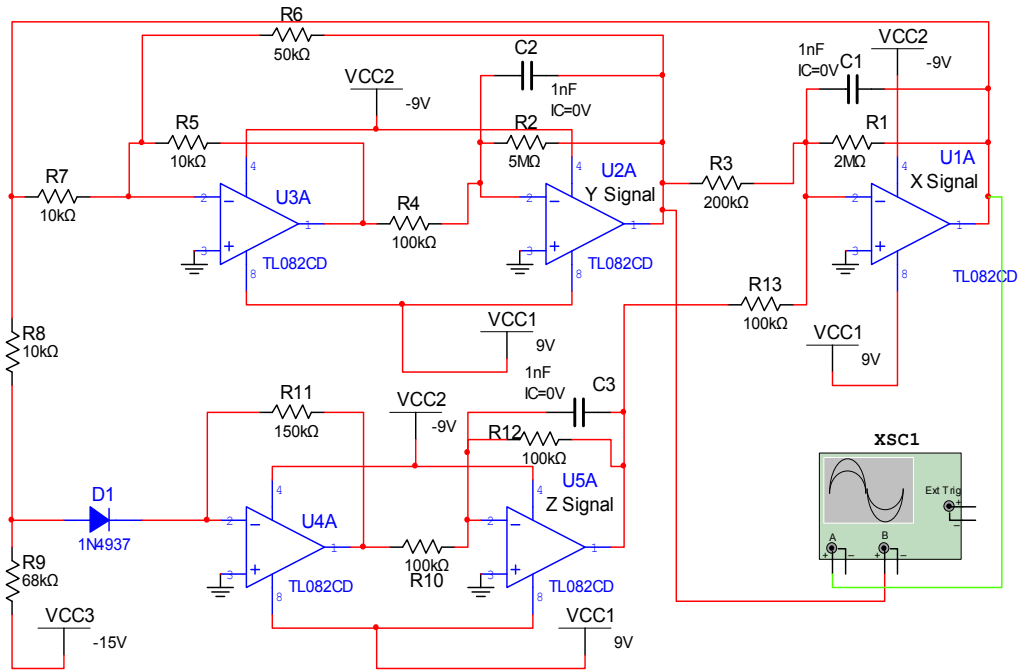 R6
50kΩ
C2
1nF
IC=0V
1nF
IC=0V
C1
VCC2
-9V
VCC2
-9V
R5
10kΩ
R2
5MΩ
R1
2MΩ
R7
10kΩ
U3A
2
3
4
8
1
TL082CD
R4
100kΩ
U2A
Y Signal
2
3
4
8
1
TL082CD
R3
200kΩ
U1A
X Signal
2
3
4
8
1
TL082CD
R13
100kΩ
VCC1
9V
VCC1
9V
R8
10kΩ
R11
150kΩ
VCC2
-9V
1nF
IC=0V
C3
R12
100kΩ
D1
1N4937
U4A
2
3
4
8
1
TL082CD
100kΩ
R10
U5A
Z Signal
2
3
4
8
1
TL082CD
R9
68kΩ
VCC3
-15V
VCC1
9V
XSC1
Ext Trig
+
−
A
B
+
−
+
−